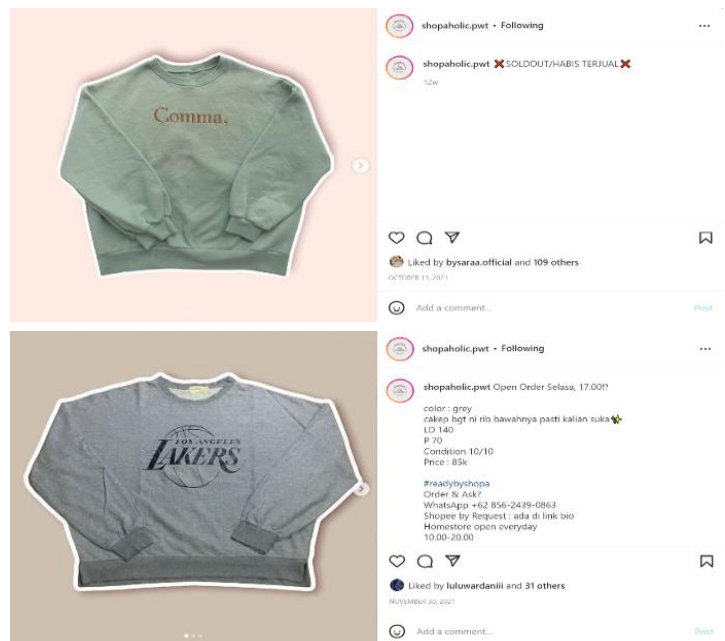 shopaholic.pwt • Following
shopaholic.pwt ❌SOLDOUT/HABIS TERJUAL❌
12w
Comma.
Liked by bysaraa.official and 109 others
OCTOBER 13, 2021
Add a comment...
Post
shopaholic.pwt • Following
shopaholic.pwt Open Order Selasa, 17.00!?
color : grey
cakep bgt ni rib bawahnya pasti kalian suka
LD 140
P 70
Condition 10/10
Price : 85k
#readybyshopa
Order & Ask?
WhatsApp +62 856-2439-0863
Shopee by Request : ada di link bio
Homestore open everyday
10.00-20.00
LOS ANGELES
LAKERS
Liked by luluwardaniii and 31 others
NOVEMBER 30, 2021
Add a comment...
Post